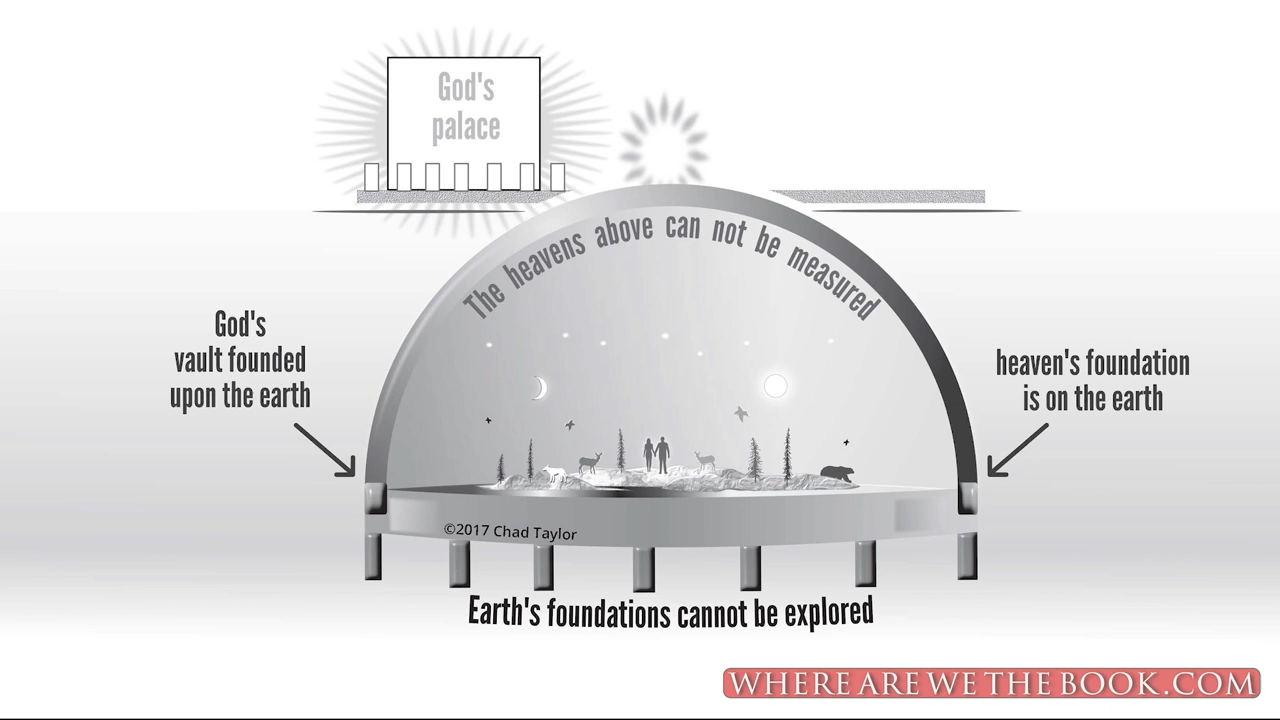 God's
palace
The heavens above can not be measured
God's
vault founded
upon the earth
heaven's foundation
is on the earth
©2017 Chad Taylor
Earth's foundations cannot be explored
WHERE ARE WE THE BOOK.COM